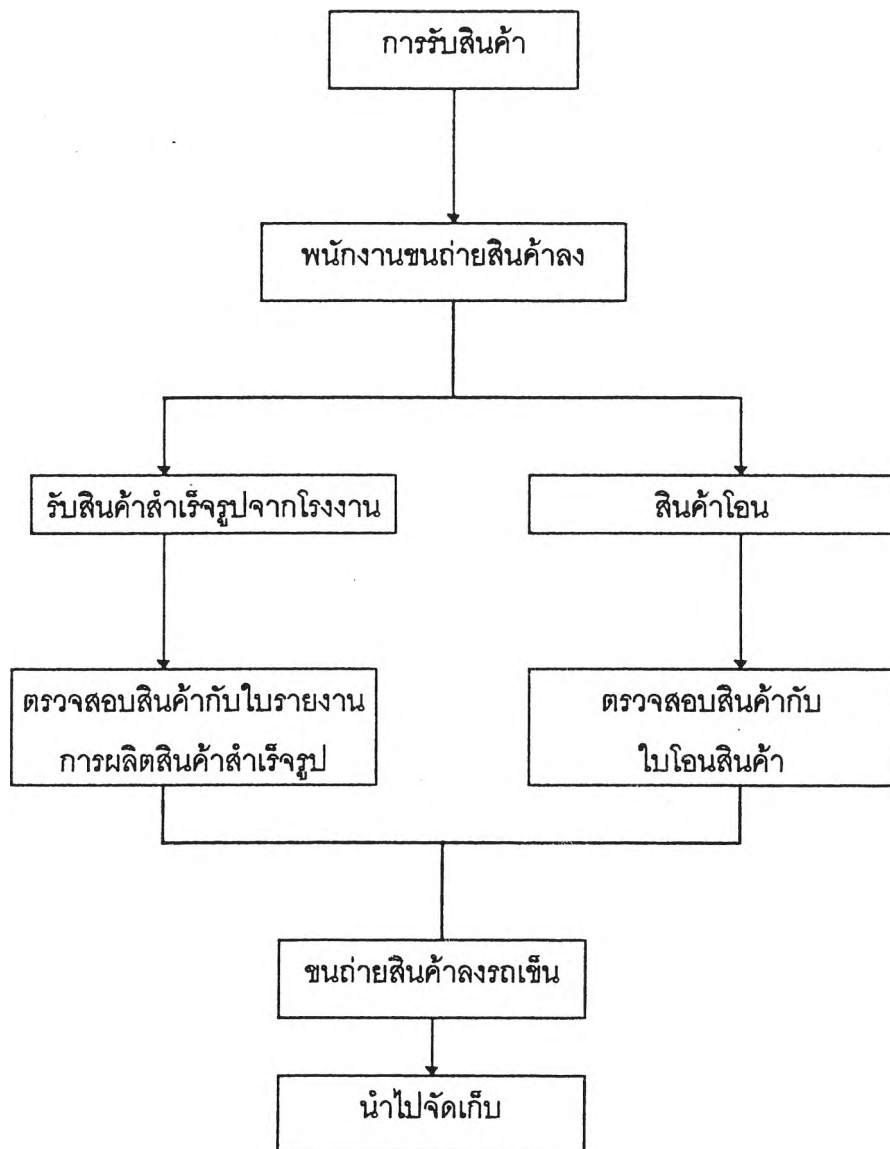 การรับสินค้า
พนักงานขนถ่ายสินค้าลง
รับสินค้าสำเร็จรูปจากโรงงาน
สินค้าโอน
ตรวจสอบสินค้ากับใบรายงาน
การผลิตสินค้าสำเร็จรูป
ตรวจสอบสินค้ากับ
ใบโอนสินค้า
ขนถ่ายสินค้าลงรถเข็น
นำไปจัดเก็บ